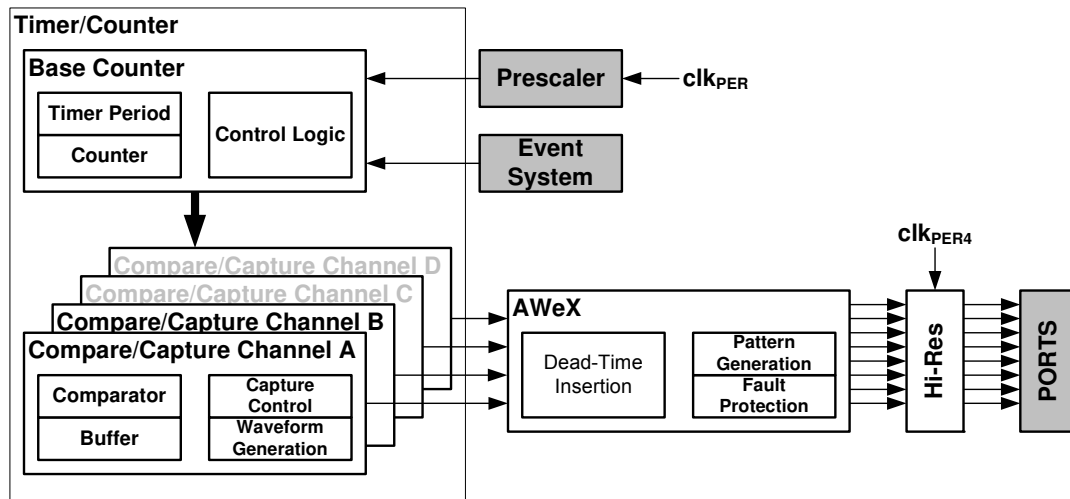 Timer/Counter
Base Counter
Timer Period
Counter
Control Logic
Prescaler
clkPER
Event
System
Compare/Capture Channel D
Compare/Capture Channel C
Compare/Capture Channel B
Compare/Capture Channel A
Comparator
Buffer
Capture
Control
Waveform
Generation
AWeX
Dead-Time
Insertion
Pattern
Generation
Fault
Protection
clkPER4
Hi-Res
PORTS